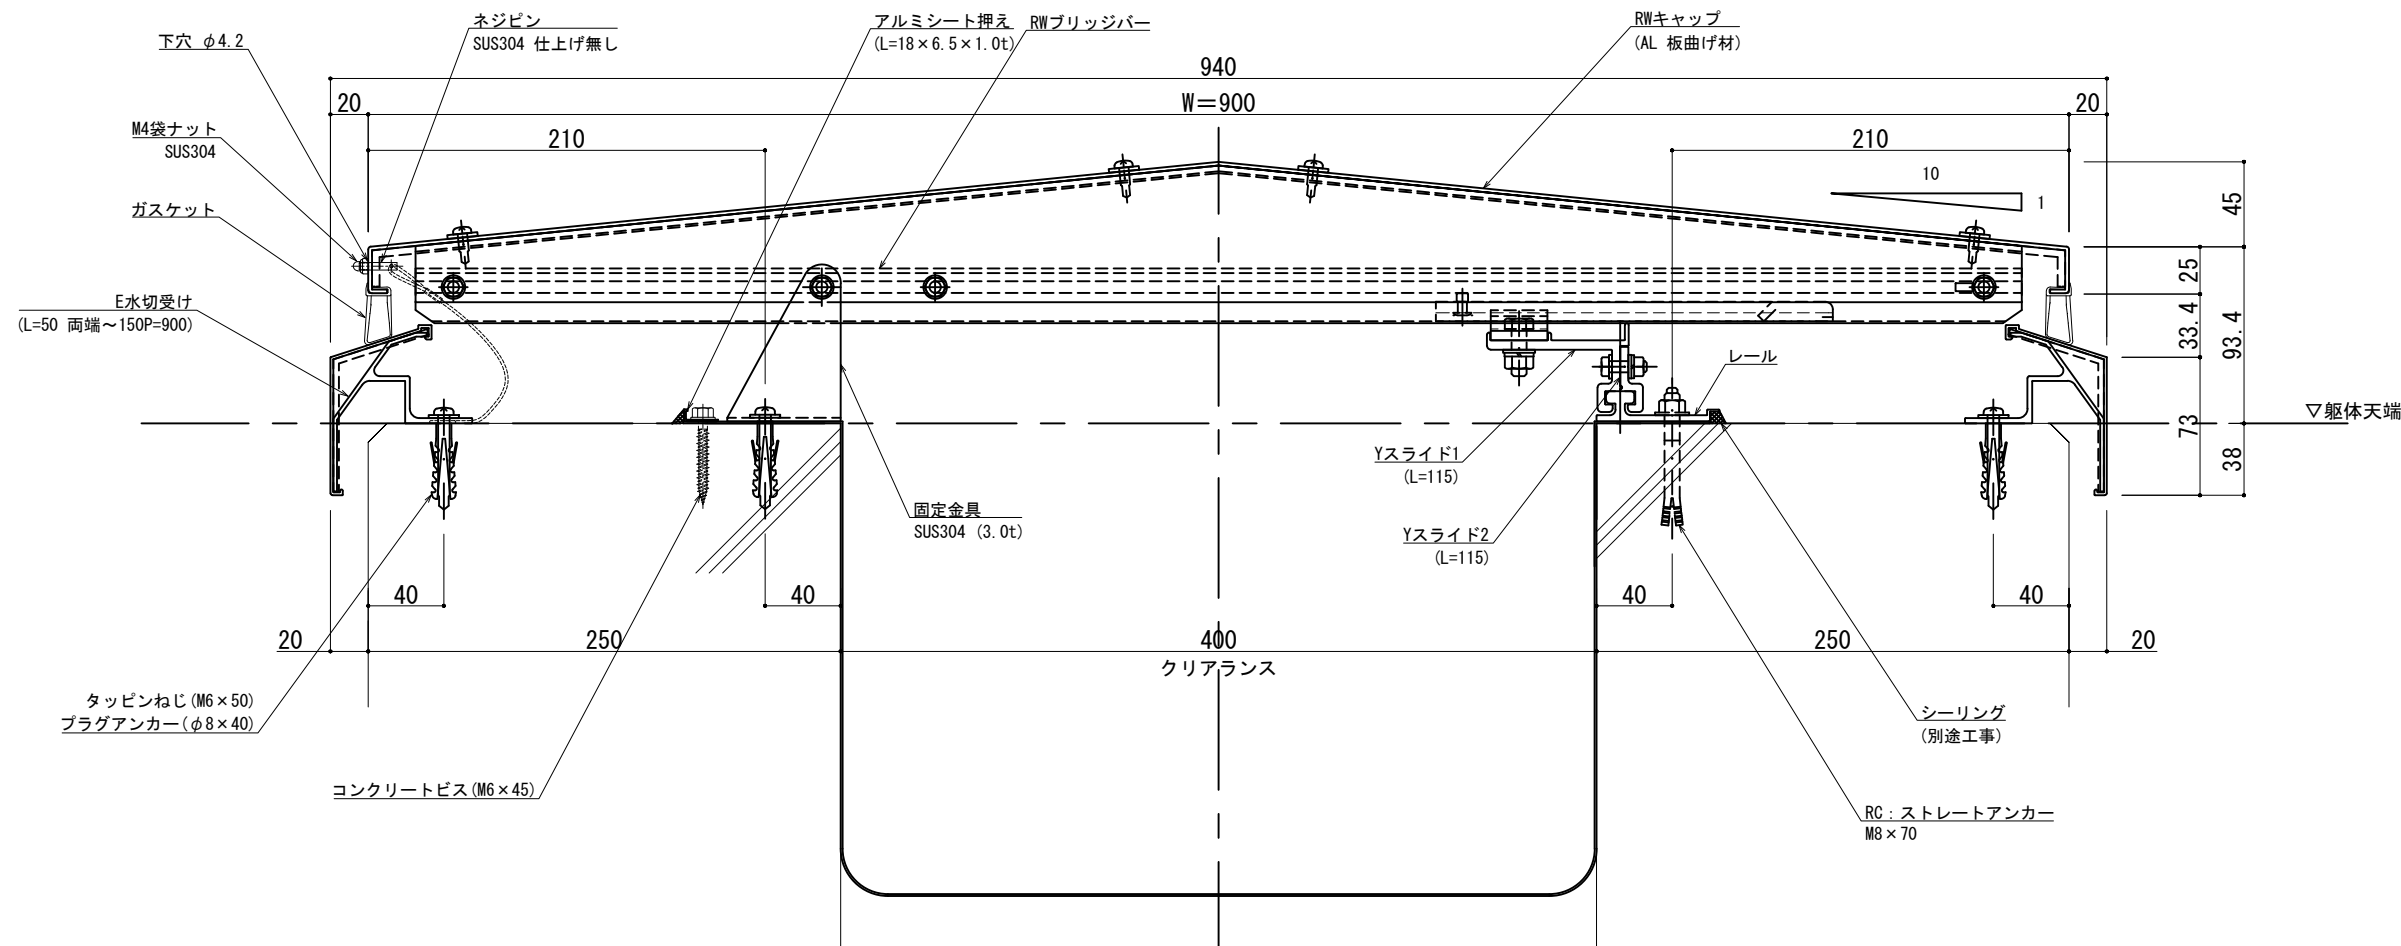 ネジピン
SUS304 仕上げ無し
下穴 φ4.2
アルミシート押え
(L=18×6.5×1.0t)
RWブリッジバー
RWキャップ
(AL 板曲げ材)
940
20
W=900
20
M4袋ナット
SUS304
210
210
10
1
45
ガスケット
25
33.4
93.4
E水切受け
(L=50 両端～150P=900)
レール
▽躯体天端
73
38
Yスライド1
(L=115)
固定金具
SUS304 (3.0t)
Yスライド2
(L=115)
40
40
40
40
20
250
400
250
20
クリアランス
タッピンねじ(M6×50)
プラグアンカー(φ8×40)
シーリング
(別途工事)
コンクリートビス(M6×45)
RC：ストレートアンカー
M8×70